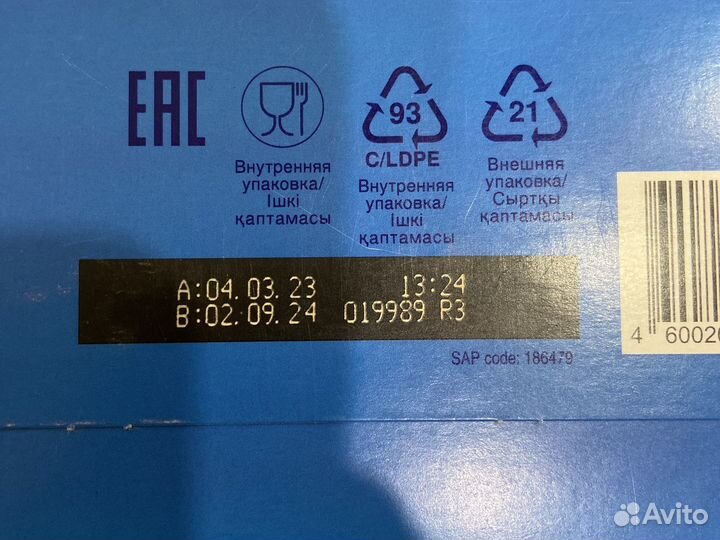 EAC
93
C/LDPE
21
Внутренняя
упаковка/
Ішкі
қаптамасы
Внутренняя
упаковка/
Ішкі
қаптамасы
Внешняя
упаковка/
Сыртқы
қаптамасы
A:04.03.23 13:24
B:02.09.24 019989 R3
SAP code: 186479
4 60020
Avito